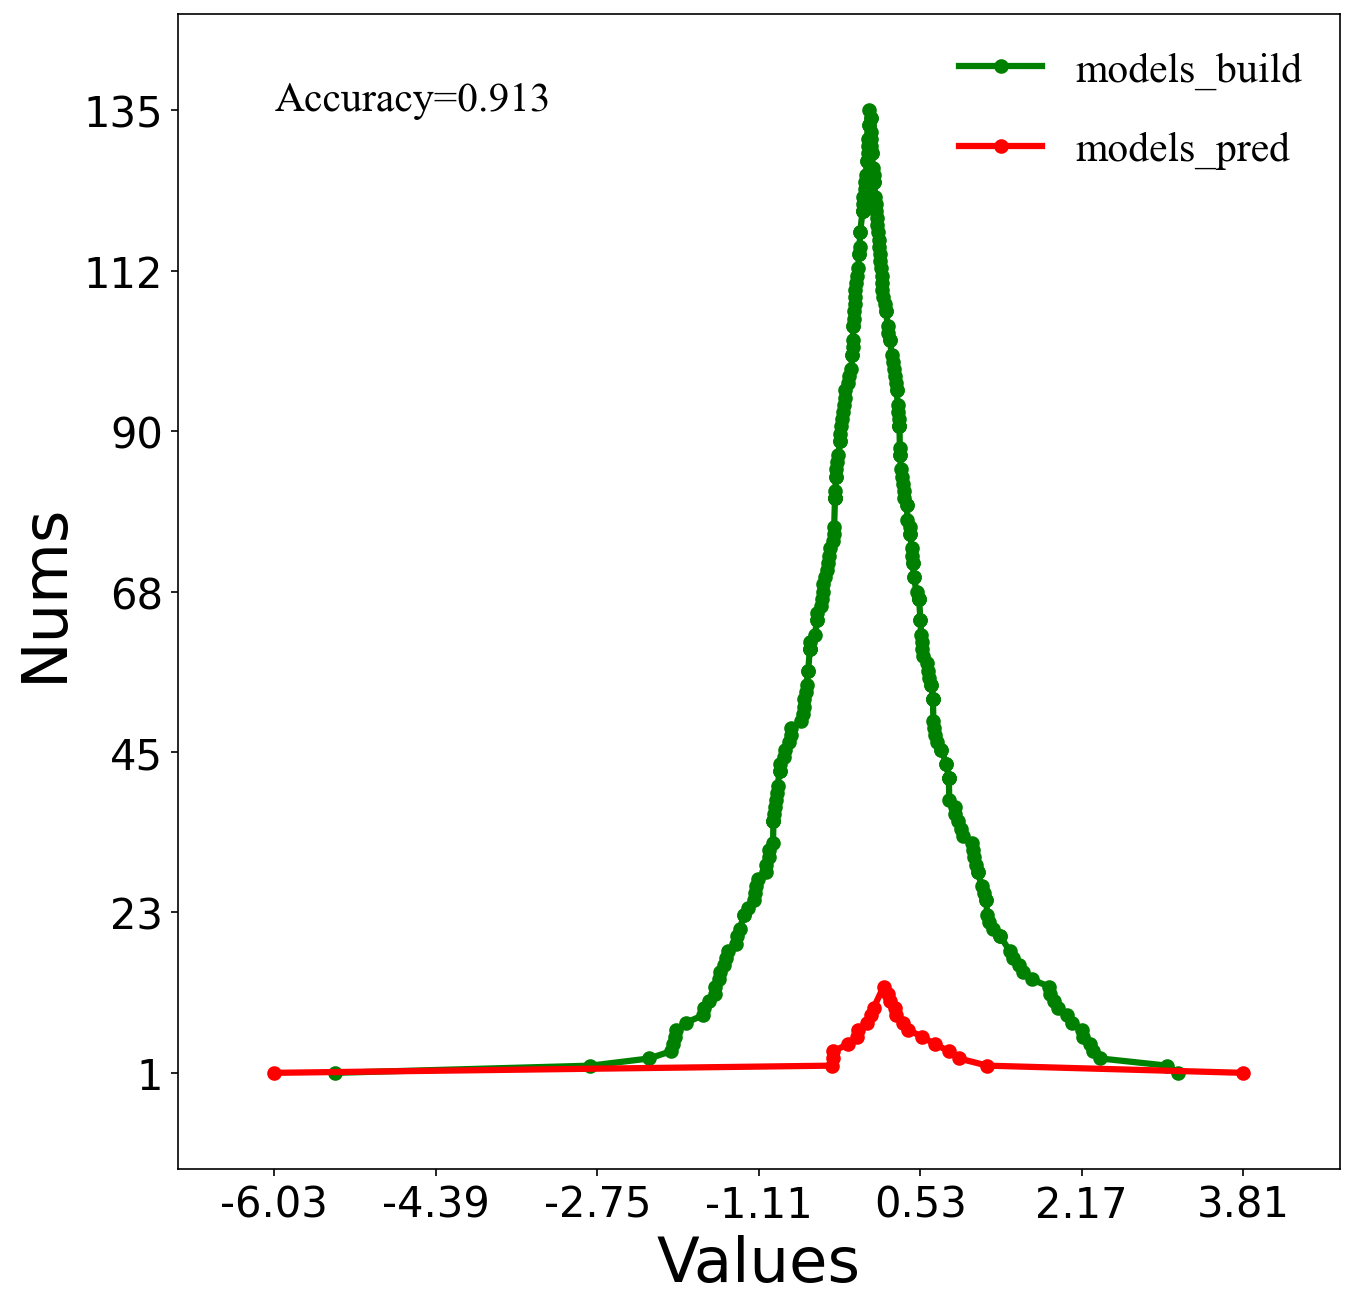 Accuracy=0.913
models_build
models_pred
135
112
90
68
45
23
1
Nums
-6.03 -4.39 -2.75 -1.11 0.53 2.17 3.81
Values